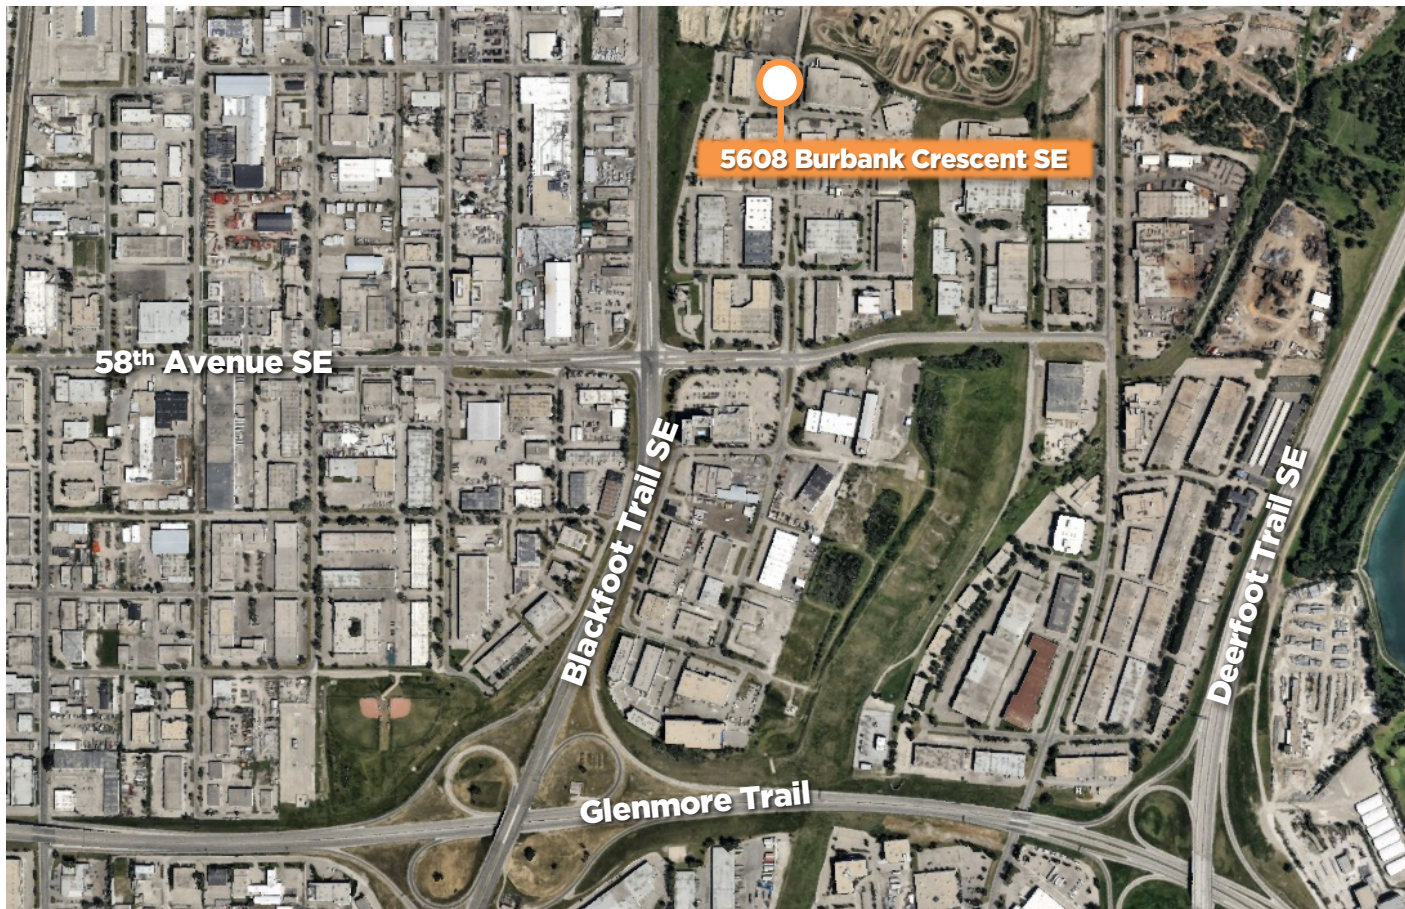 5608 Burbank Crescent SE
58th Avenue SE
Blackfoot Trail SE
Deerfoot Trail SE
Glenmore Trail